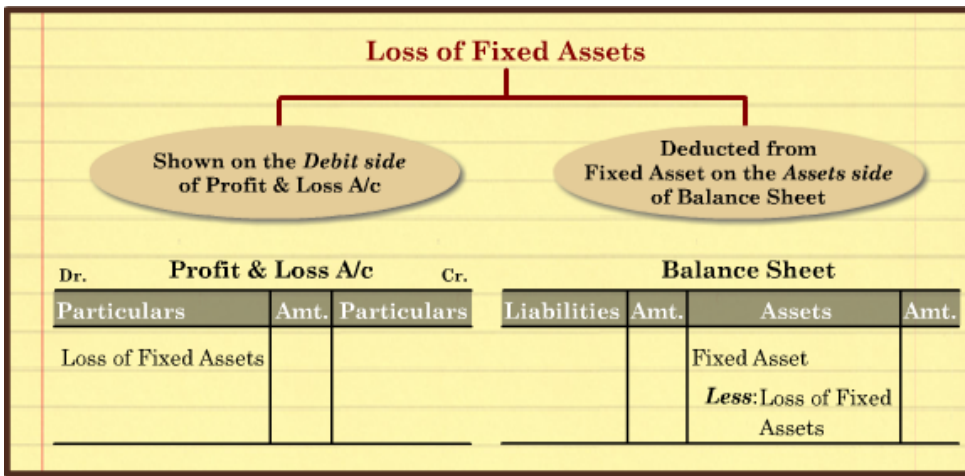 Loss of Fixed Assets
Shown on the Debit side
of Profit & Loss A/c
Deducted from
Fixed Asset on the Assets side
of Balance Sheet
Dr. Profit & Loss A/c Cr.
Particulars Amt. Particulars
Loss of Fixed Assets
Balance Sheet
Liabilities Amt. Assets Amt.
Fixed Asset
Less:Loss of Fixed
Assets